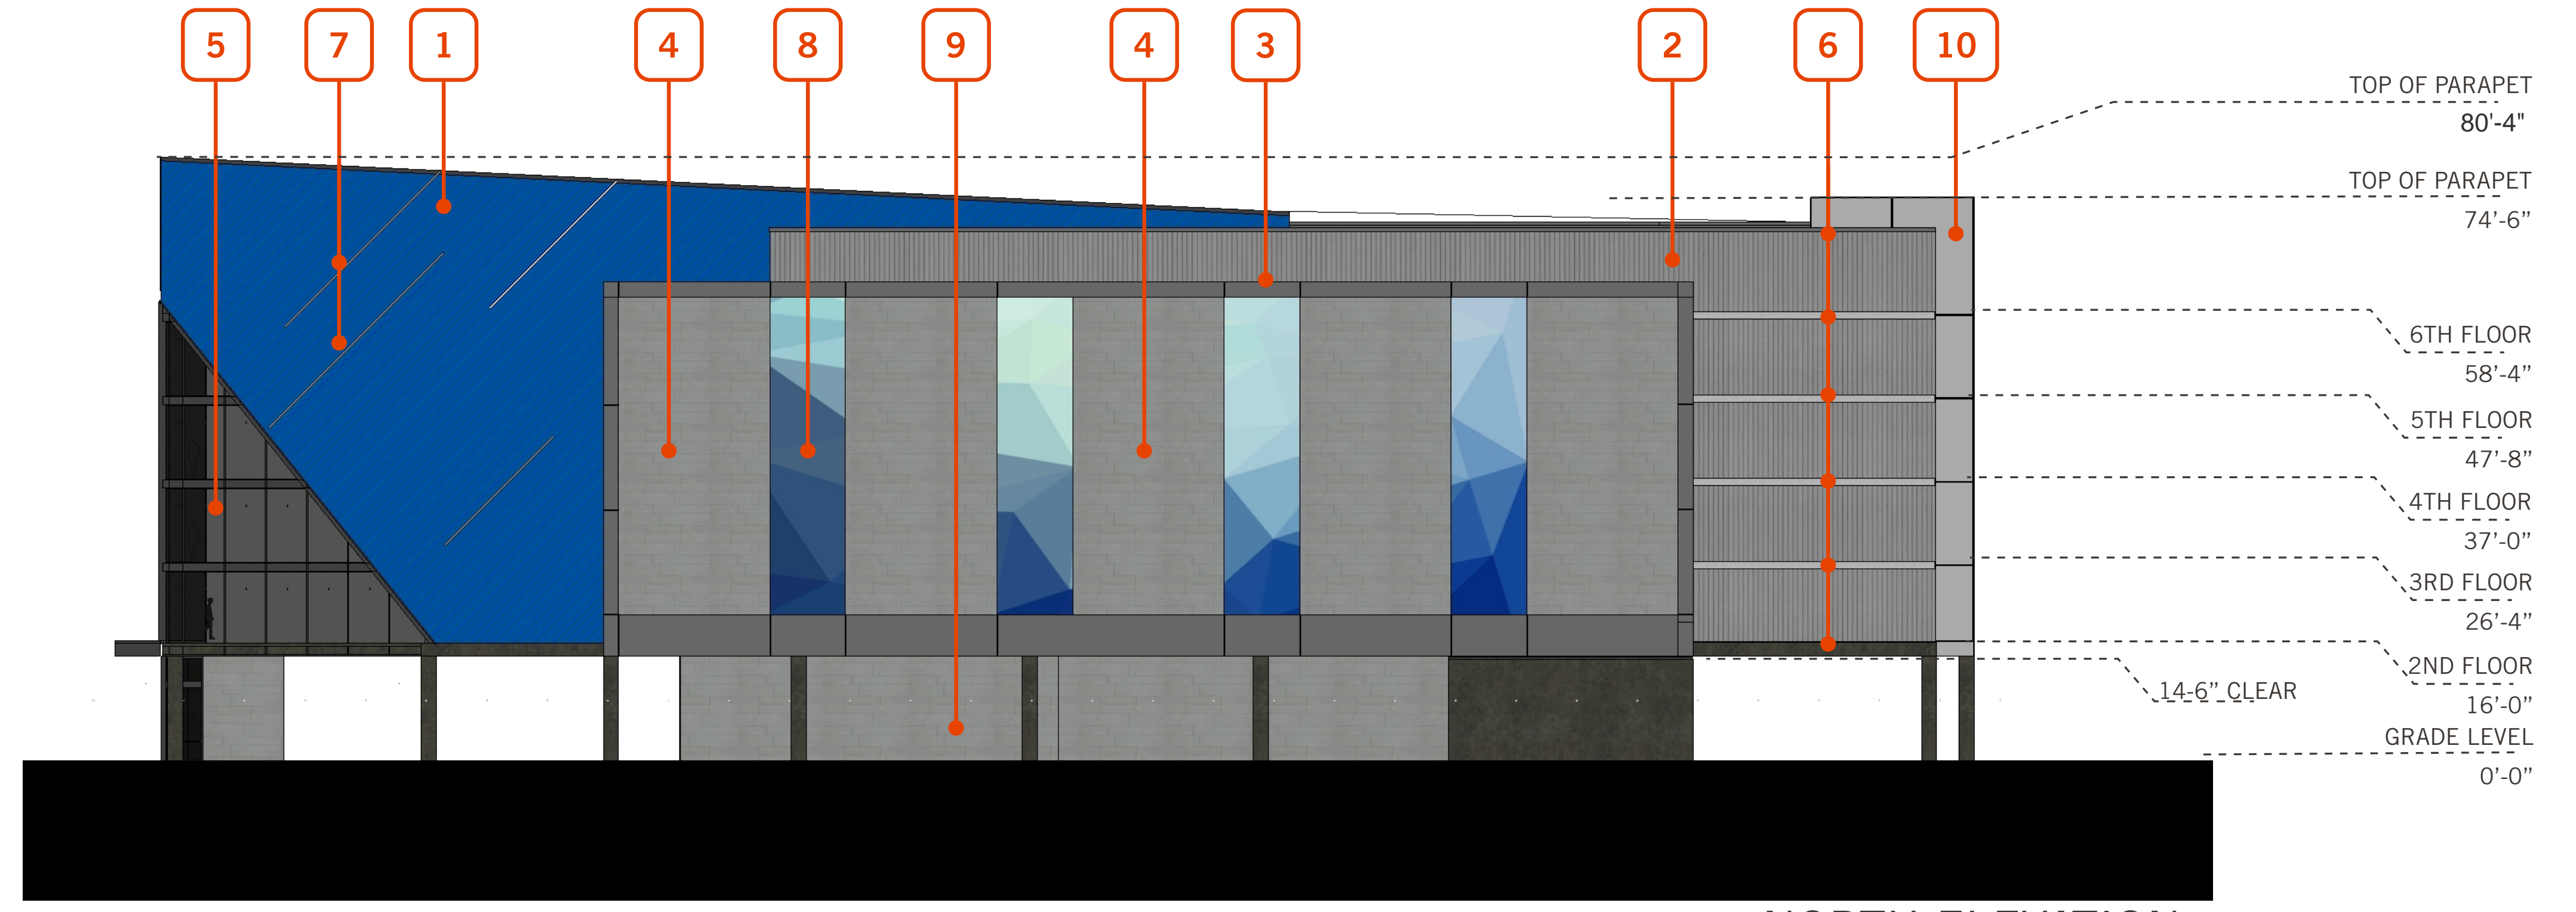 5 7 1 4 8 9 4 3 2 6 10
TOP OF PARAPET
80'-4"
TOP OF PARAPET
74'-6”
6TH FLOOR
58'-4”
5TH FLOOR
47'-8”
4TH FLOOR
37'-0”
3RD FLOOR
26'-4”
2ND FLOOR
14-6” CLEAR
16'-0”
GRADE LEVEL
0'-0”
NORTH ELEVATION